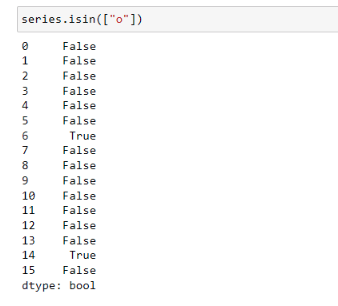 series.isin(["o"])
0 False
1 False
2 False
3 False
4 False
5 False
6 True
7 False
8 False
9 False
10 False
11 False
12 False
13 False
14 True
15 False
dtype: bool